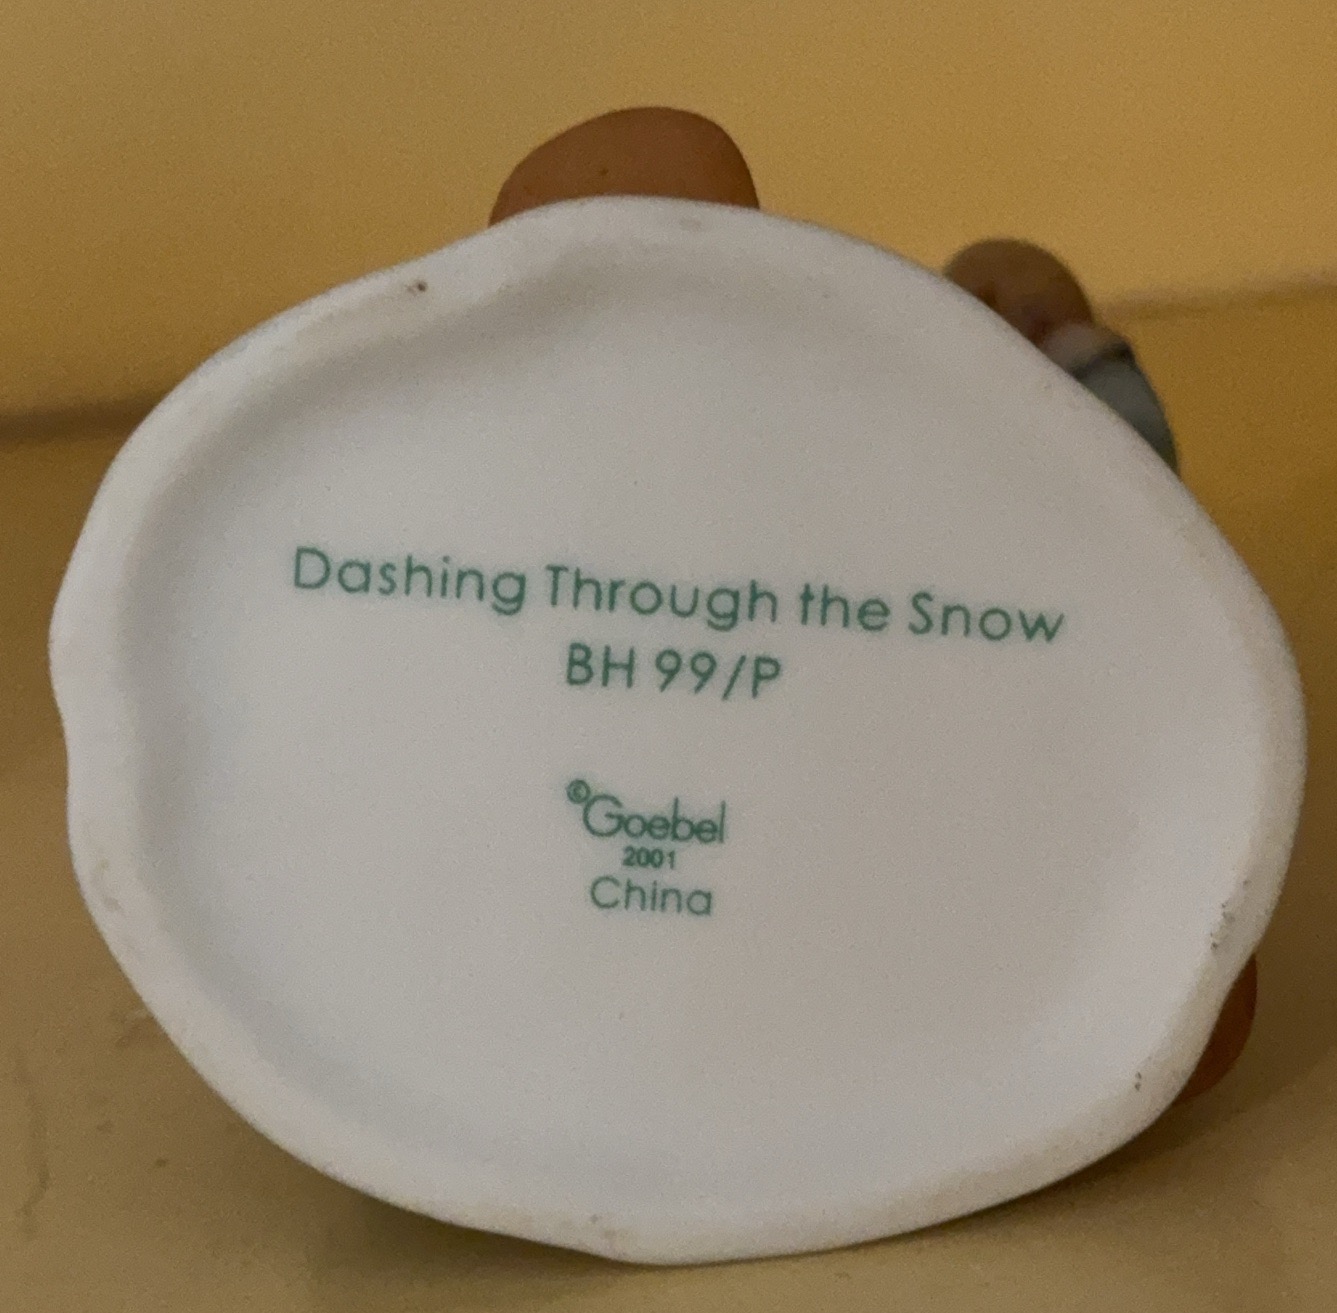 Dashing Through the Snow
BH 99/P
©Goebel
2001
China